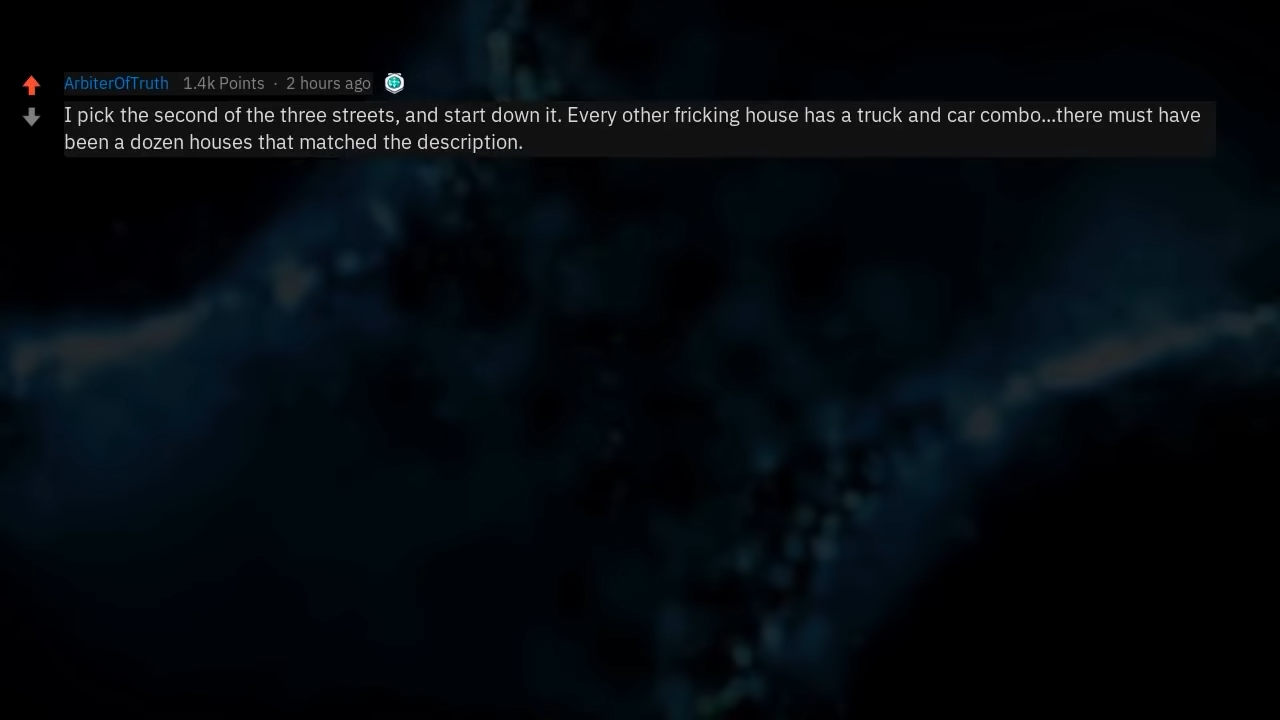 ArbiterOfTruth 1.4k Points · 2 hours ago
I pick the second of the three streets, and start down it. Every other fricking house has a truck and car combo...there must have
been a dozen houses that matched the description.